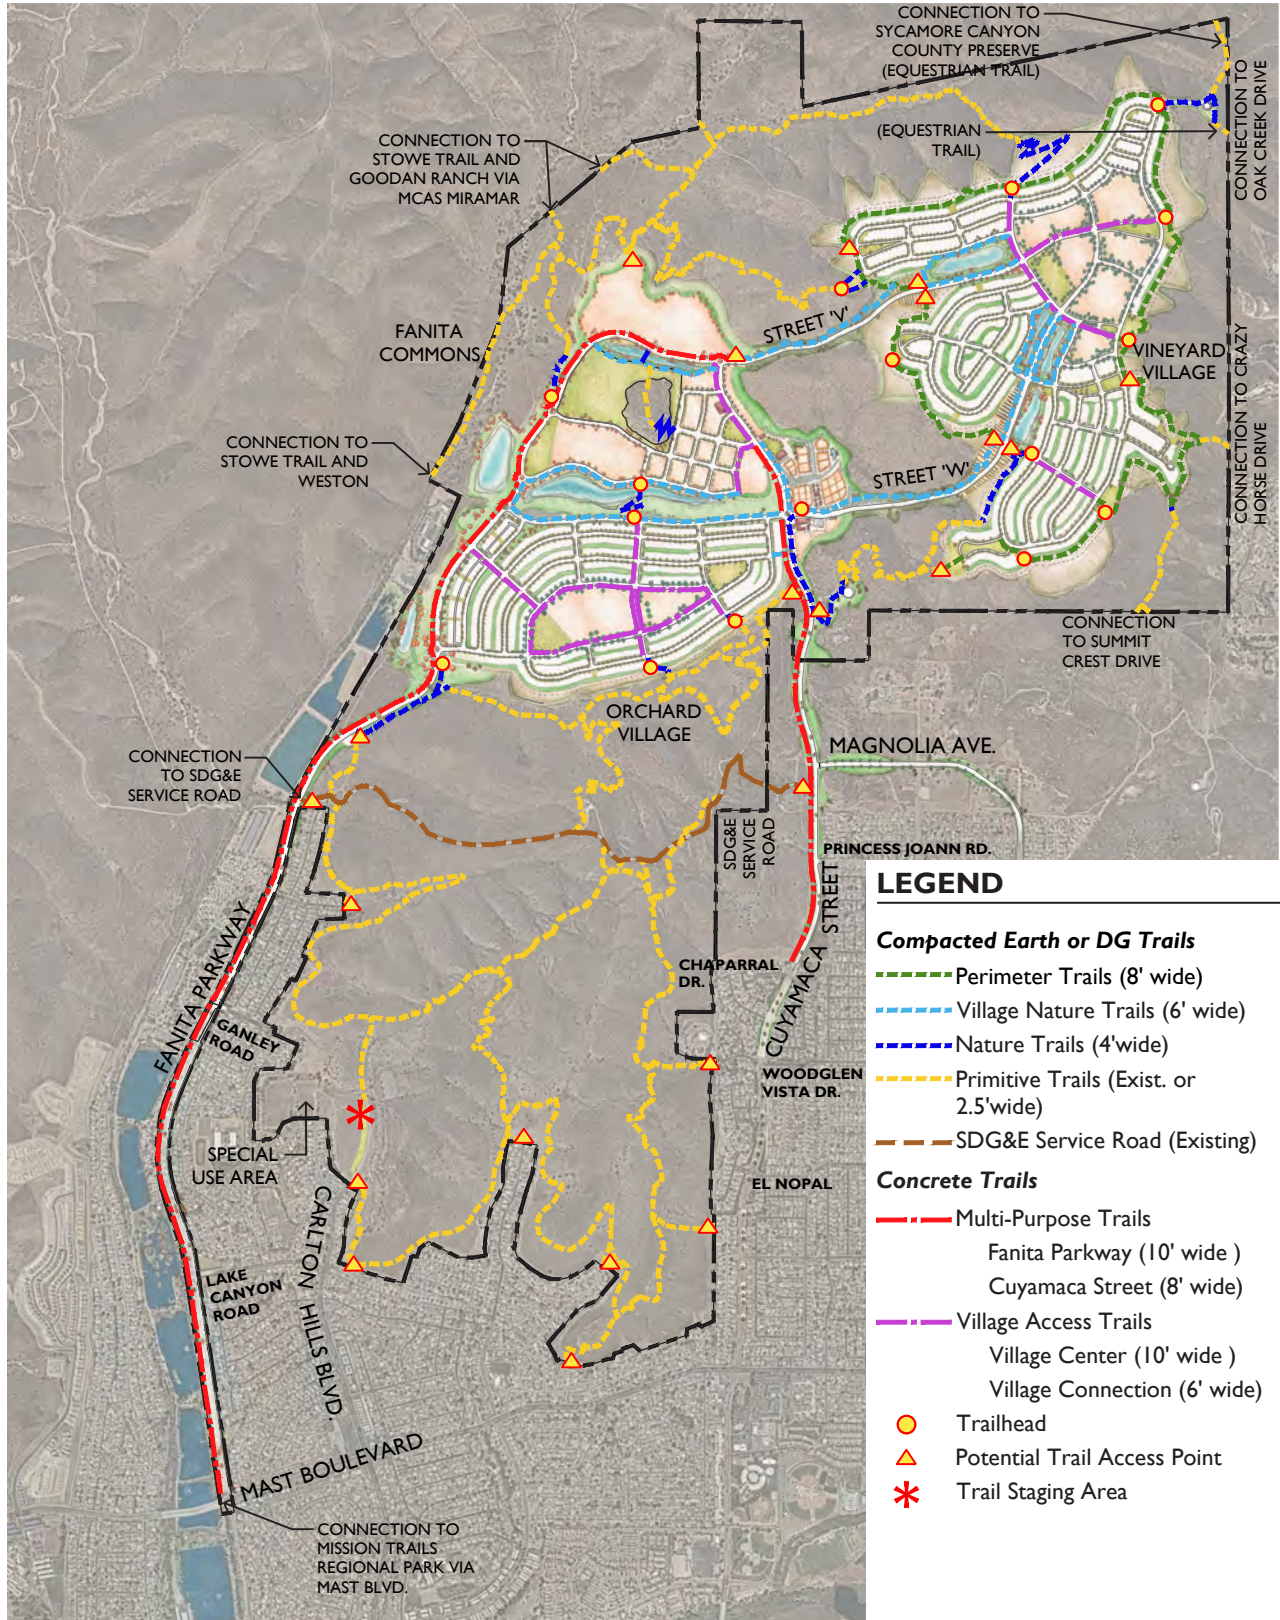 CONNECTION TO
SYCAMORE CANYON
COUNTY PRESERVE
(EQUESTRIAN TRAIL)
CONNECTION TO
OAK CREEK DRIVE
(EQUESTRIAN
TRAIL)
CONNECTION TO
STOWE TRAIL AND
GOODAN RANCH VIA
MCAS MIRAMAR
FANITA
COMMONS
STREET 'V'
VINEYARD
VILLAGE
CONNECTION TO CRAZY
HORSE DRIVE
CONNECTION TO
STOWE TRAIL AND
WESTON
STREET 'W'
CONNECTION
TO SUMMIT
CREST DRIVE
ORCHARD
VILLAGE
CONNECTION
TO SDG&E
SERVICE ROAD
MAGNOLIA AVE.
SDG&E
SERVICE
ROAD
PRINCESS JOANN RD.
CUYAMACA STREET
CHAPARRAL
DR.
FANITA PARKWAY
GANLEY
ROAD
WOODGLEN
VISTA DR.
SPECIAL
USE AREA
EL NOPAL
CARLTON HILLS BLVD.
LAKE
CANYON
ROAD
MAST BOULEVARD
CONNECTION TO
MISSION TRAILS
REGIONAL PARK VIA
MAST BLVD.
LEGEND
Compacted Earth or DG Trails
Perimeter Trails (8' wide)
Village Nature Trails (6' wide)
Nature Trails (4'wide)
Primitive Trails (Exist. or
2.5'wide)
SDG&E Service Road (Existing)
Concrete Trails
Multi-Purpose Trails
Fanita Parkway (10' wide )
Cuyamaca Street (8' wide)
Village Access Trails
Village Center (10' wide )
Village Connection (6' wide)
Trailhead
Potential Trail Access Point
Trail Staging Area